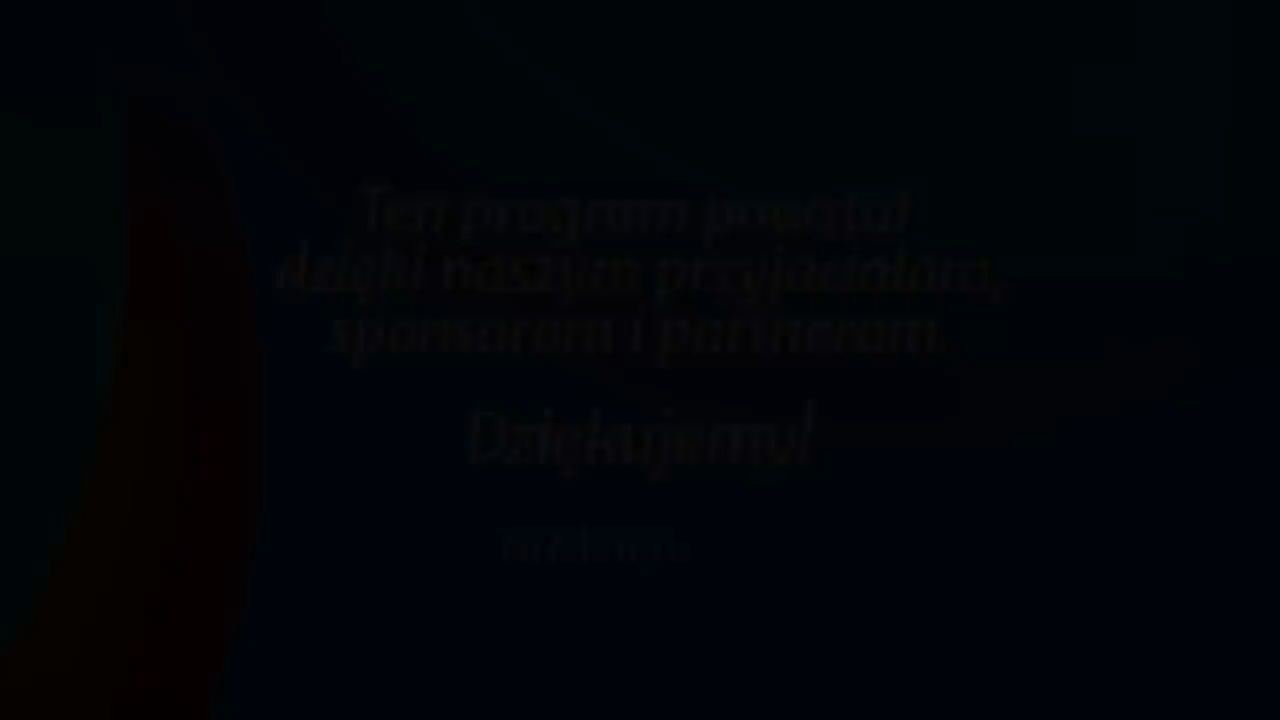 Ten program powstał
dzięki naszym przyjaciołom,
sponsorom i partnerom.
Dziękujemy!